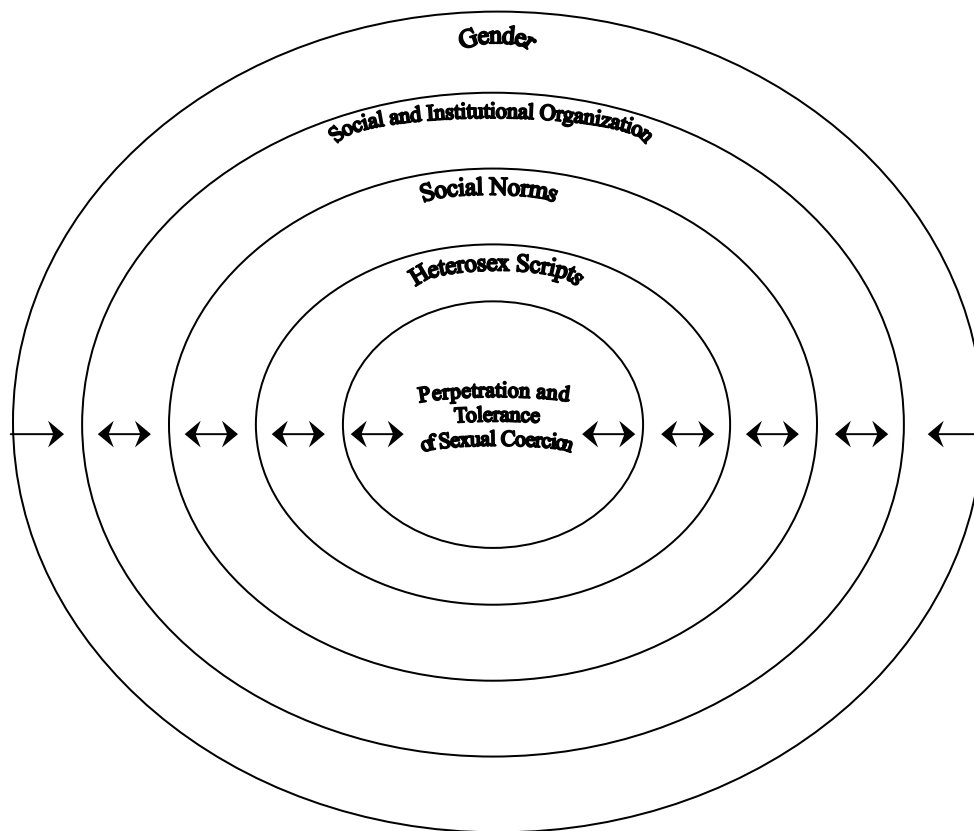 Gender
Social and Institutional Organization
Social Norms
Heterosex Scripts
Perpetration and
Tolerance
of Sexual Coercion